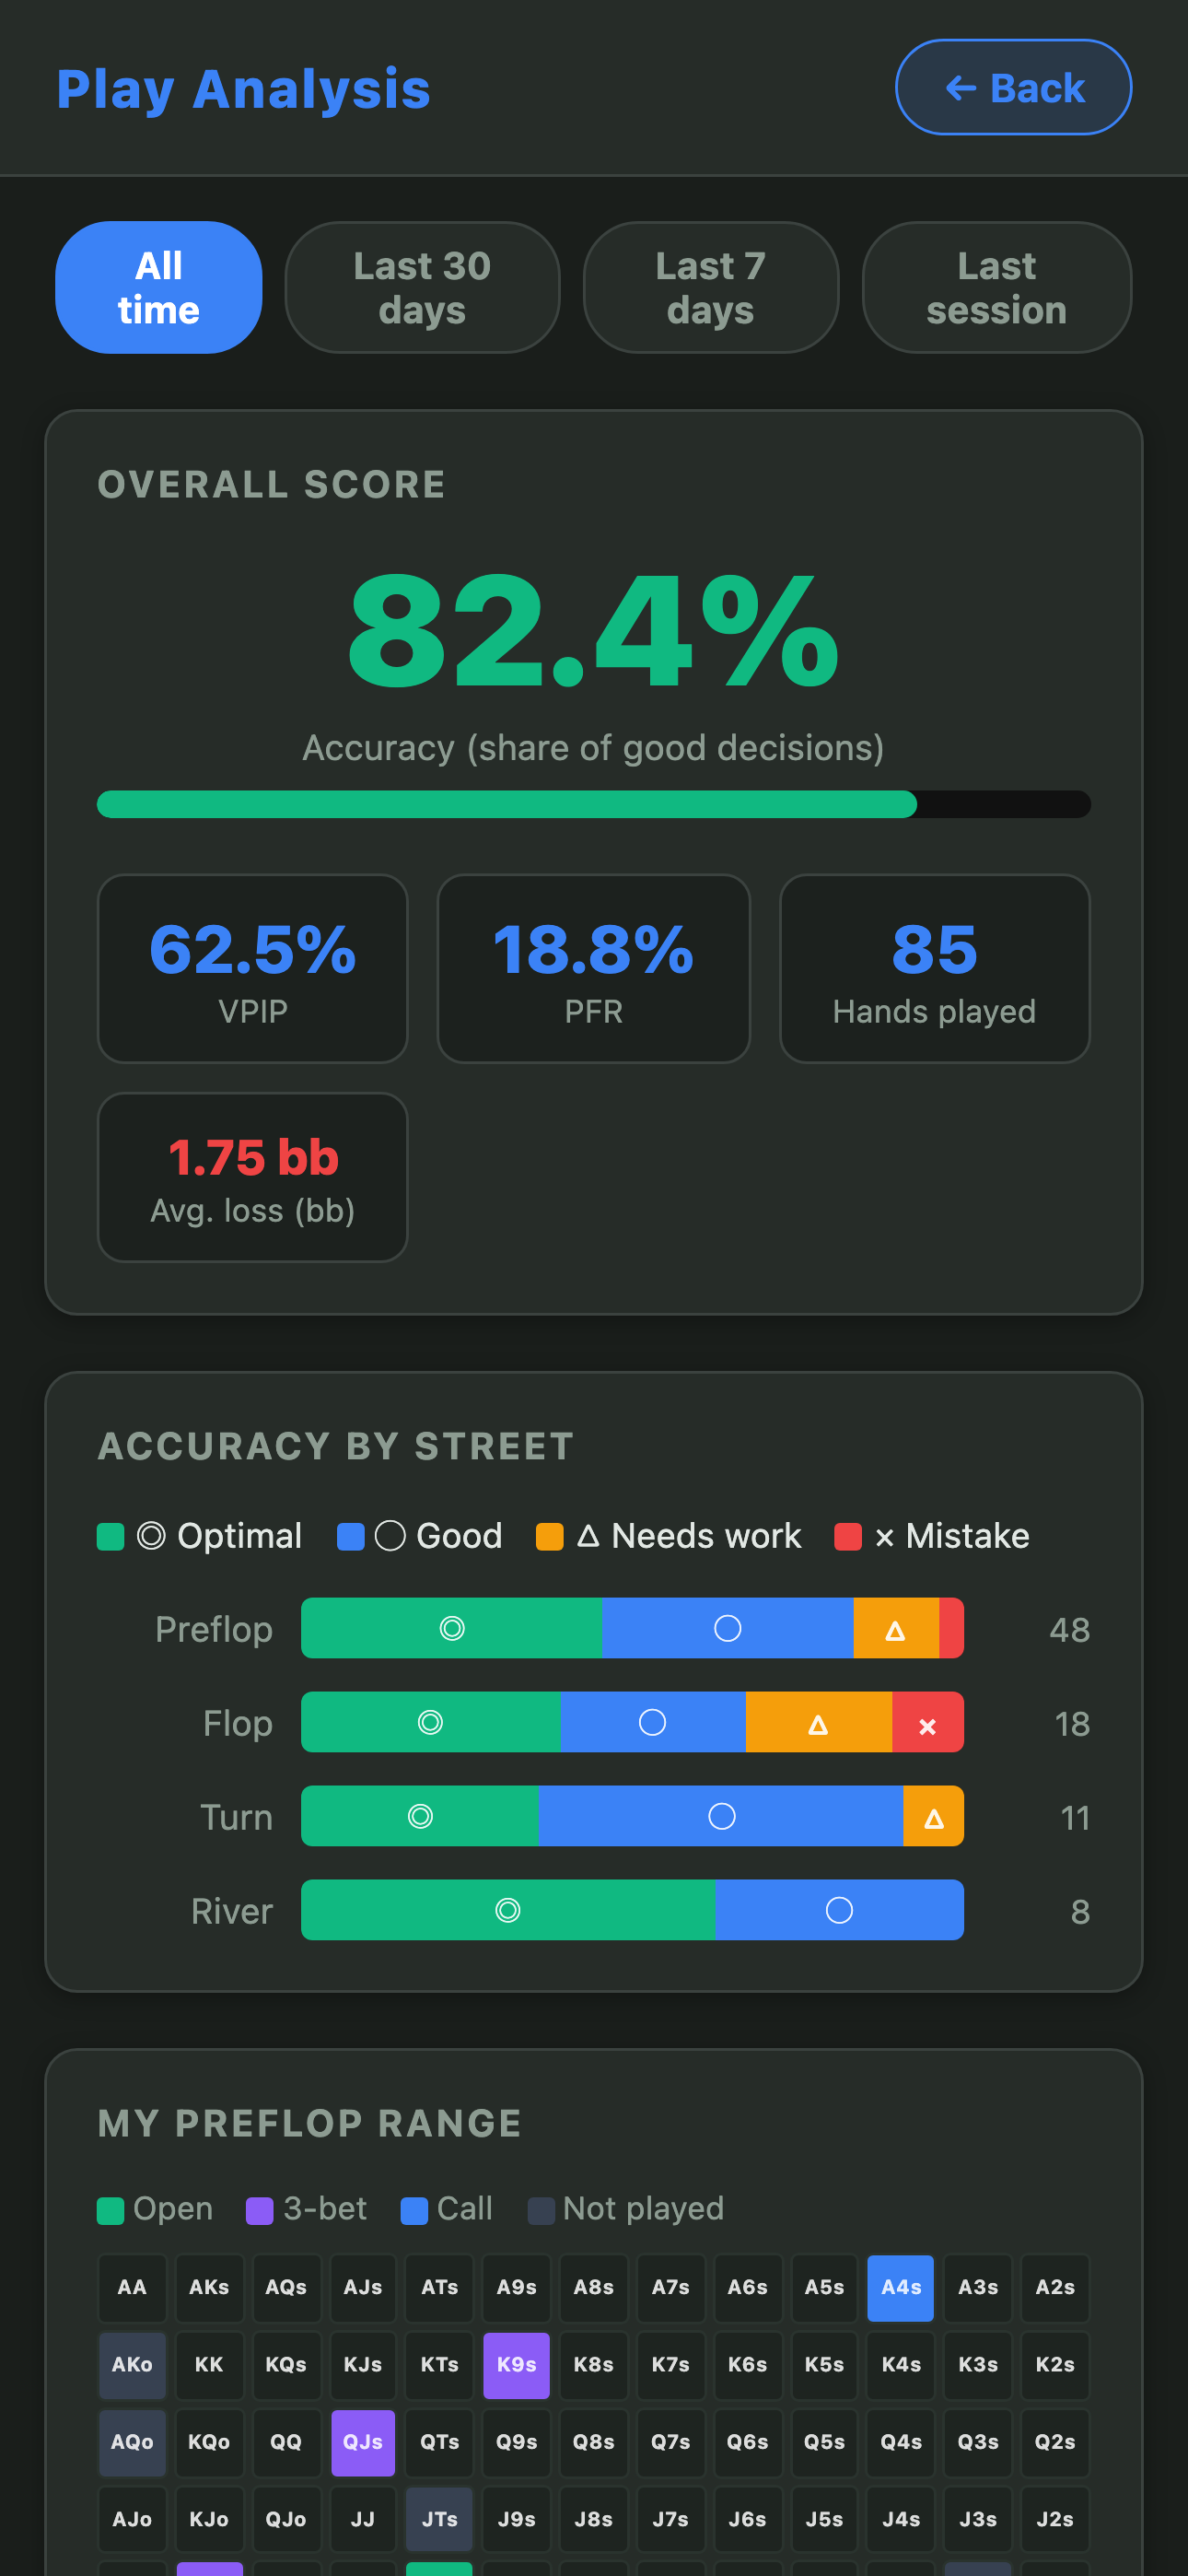 Play Analysis
← Back
All time
Last 30 days
Last 7 days
Last session
OVERALL SCORE
82.4%
Accuracy (share of good decisions)
62.5%
VPIP
18.8%
PFR
85
Hands played
1.75 bb
Avg. loss (bb)
ACCURACY BY STREET
◎ Optimal ○ Good △ Needs work × Mistake
Preflop ◎ ○ △ 48
Flop ◎ ○ △ × 18
Turn ◎ ○ △ 11
River ◎ ○ 8
MY PREFLOP RANGE
Open 3-bet Call Not played
AA AKs AQs AJs ATs A9s A8s A7s A6s A5s A4s A3s A2s
AKo KK KQs KJs KTs K9s K8s K7s K6s K5s K4s K3s K2s
AQo KQo QQ QJs QTs Q9s Q8s Q7s Q6s Q5s Q4s Q3s Q2s
AJo KJo QJo JJ JTs J9s J8s J7s J6s J5s J4s J3s J2s